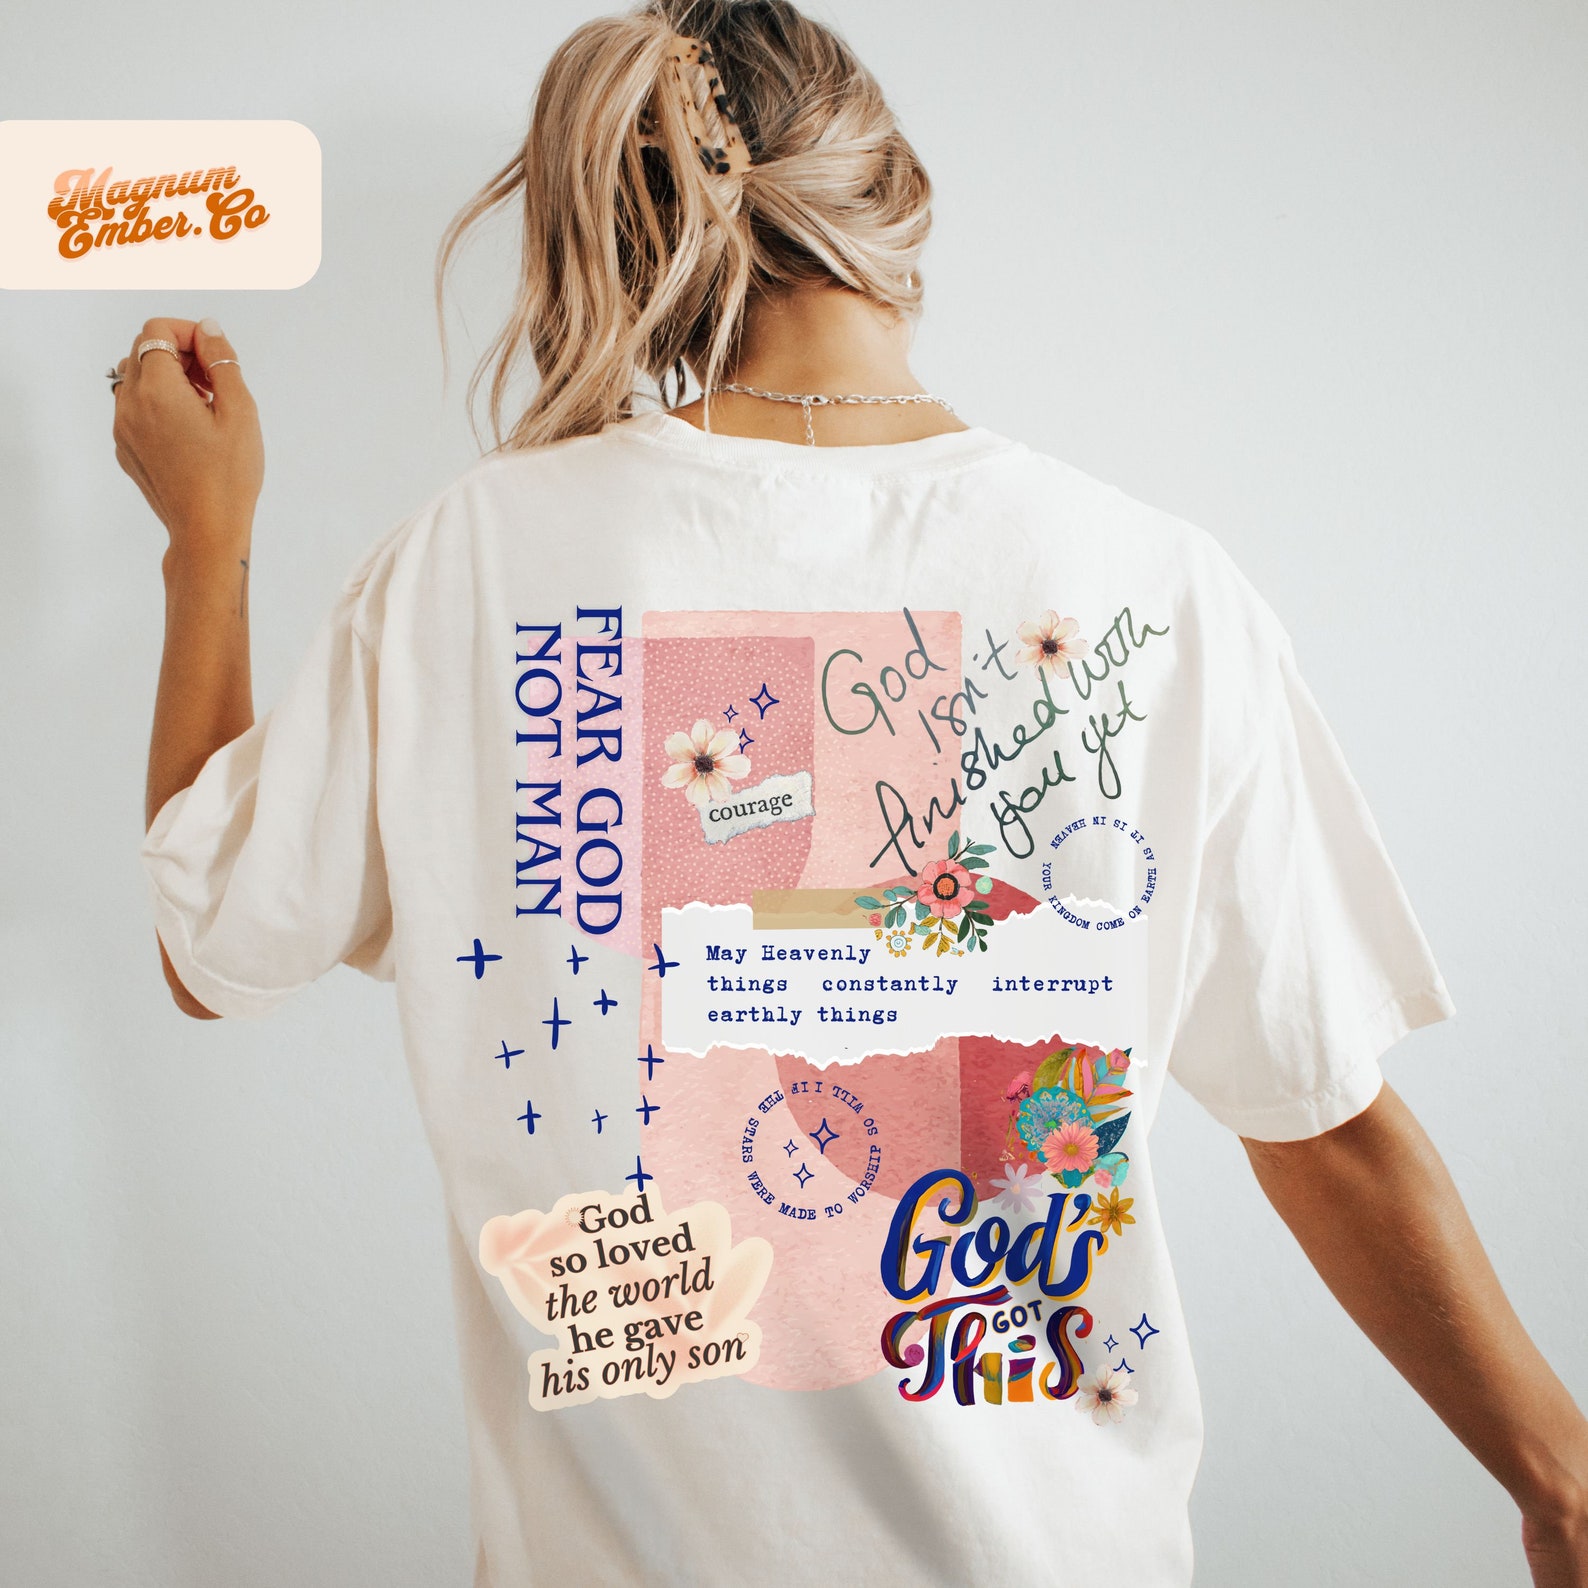 Magnum
Ember.Co
FEAR GOD
NOT MAN
God
isn't
finished with
you yet
courage
YOUR KINGDOM COME ON EARTH AS IT IS IN HEAVEN
May Heavenly
things constantly interrupt
earthly things
IF THE STARS WERE MADE TO WORSHIP SO WILL I
God
so loved
the world
he gave
his only son
God's
GOT
This